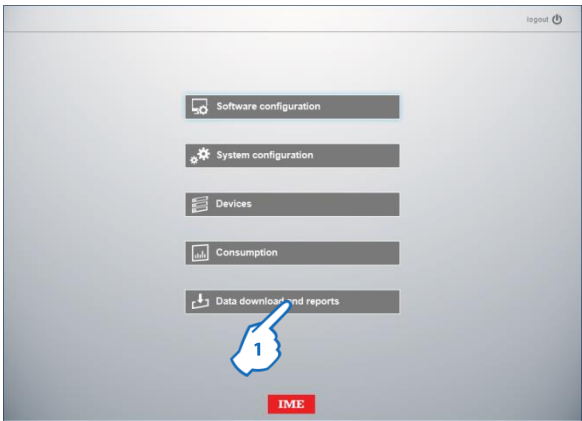 logout
Software configuration
System configuration
Devices
Consumption
Data download and reports
1
IME